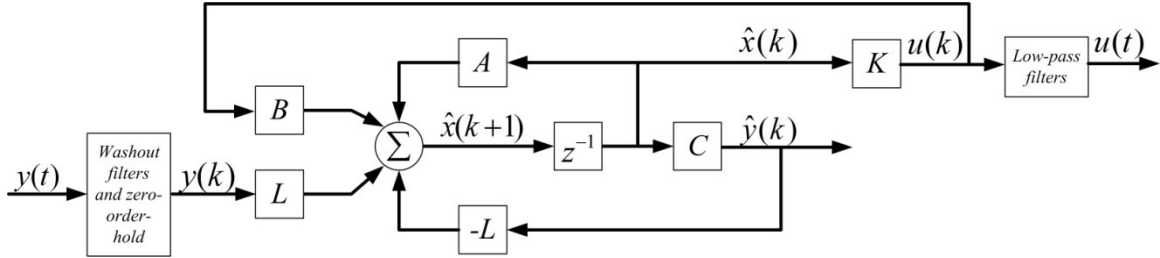 A
x̂(k)
K
u(k)
Low-pass
filters
u(t)
B
Σ
x̂(k+1)
z⁻¹
C
ŷ(k)
y(t)
Washout
filters
and zero-
order-
hold
y(k)
L
-L